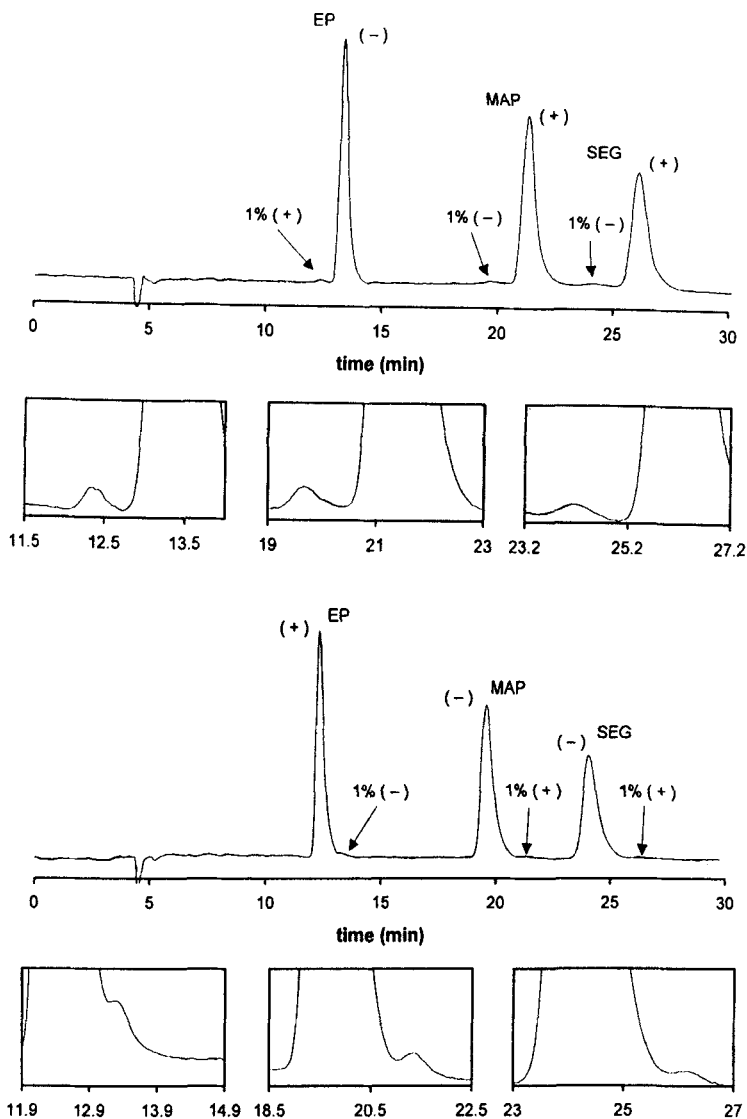 EP
(−)
MAP
(+)
SEG
(+)
1% (+)
1% (−)
1% (−)
0 5 10 15 20 25 30
time (min)
11.5 12.5 13.5
19 21 23
23.2 25.2 27.2
(+) EP
(−) MAP
(−) SEG
1% (−)
1% (+)
1% (+)
0 5 10 15 20 25 30
time (min)
11.9 12.9 13.9 14.9
18.5 20.5 22.5
23 25 27